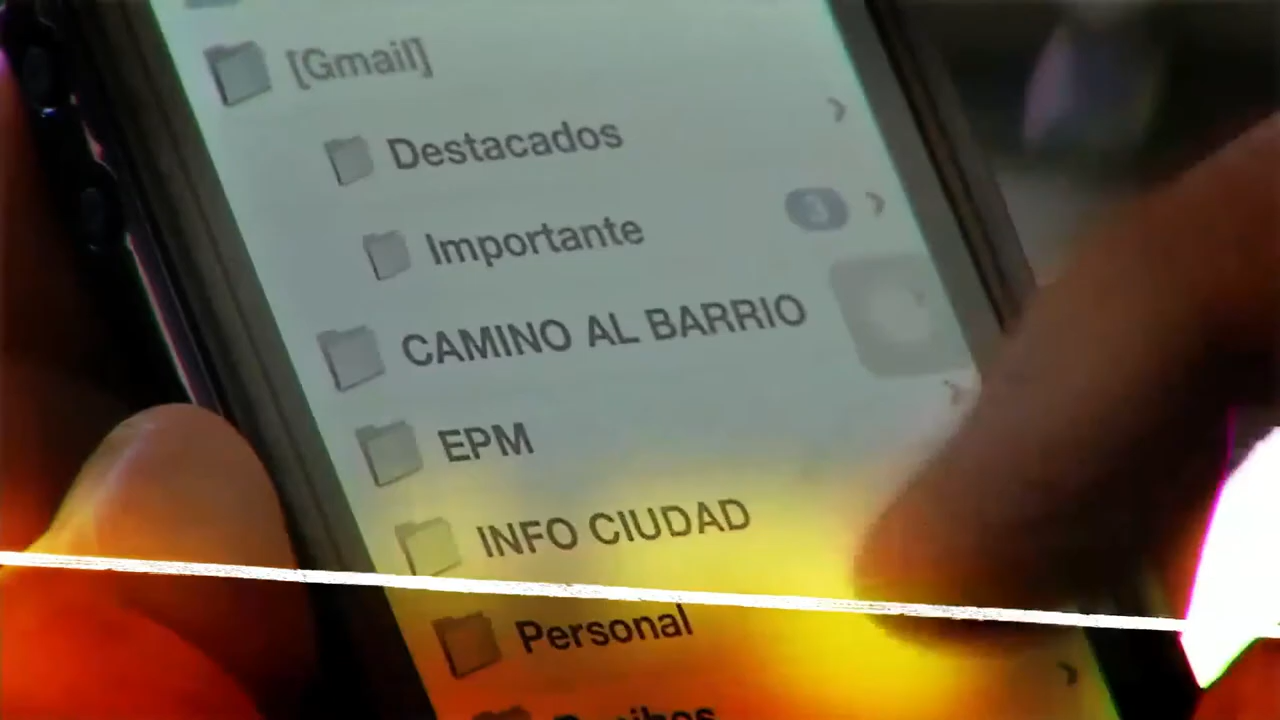 [Gmail]
Destacados
Importante
3
CAMINO AL BARRIO
EPM
INFO CIUDAD
Personal